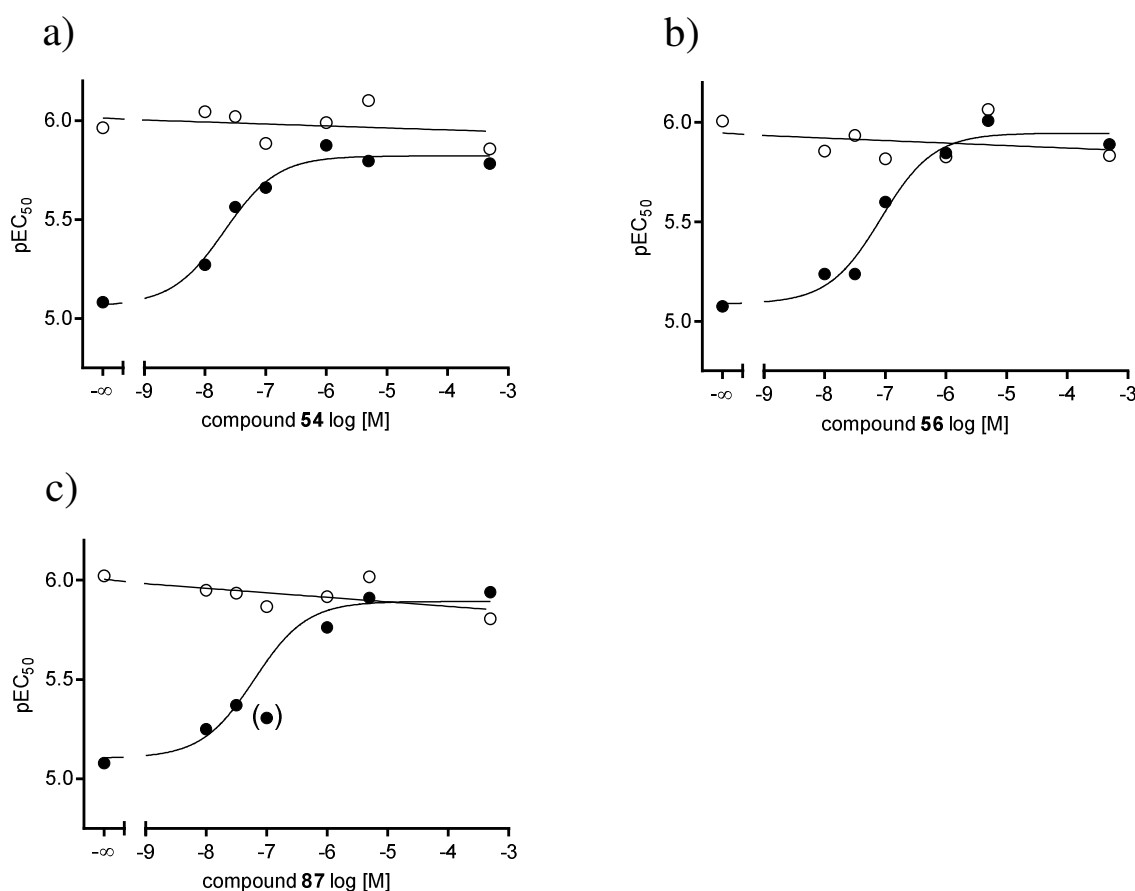 a)
6.0
5.5
5.0
pEC₅₀
-∞ -9 -8 -7 -6 -5 -4 -3
compound 54 log [M]
b)
6.0
5.5
5.0
pEC₅₀
-∞ -9 -8 -7 -6 -5 -4 -3
compound 56 log [M]
c)
6.0
5.5
5.0
pEC₅₀
( )
-∞ -9 -8 -7 -6 -5 -4 -3
compound 87 log [M]